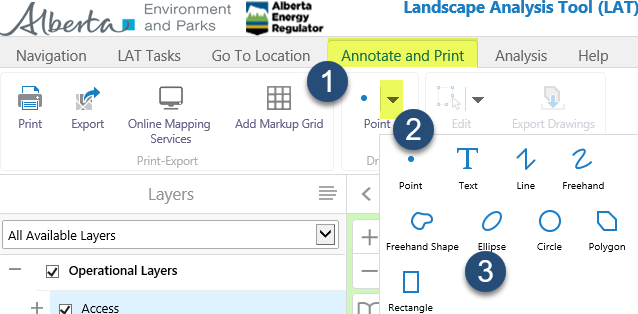 Alberta Environment and Parks
Alberta Energy Regulator
Landscape Analysis Tool (LAT)
Navigation LAT Tasks Go To Location Annotate and Print Analysis Help
1
Print Export Online Mapping Services Add Markup Grid Point Edit Export Drawings
2
Print-Export Dr
Point Text Line Freehand
Layers
All Available Layers
Freehand Shape Ellipse Circle Polygon
3
Operational Layers
Access
Rectangle